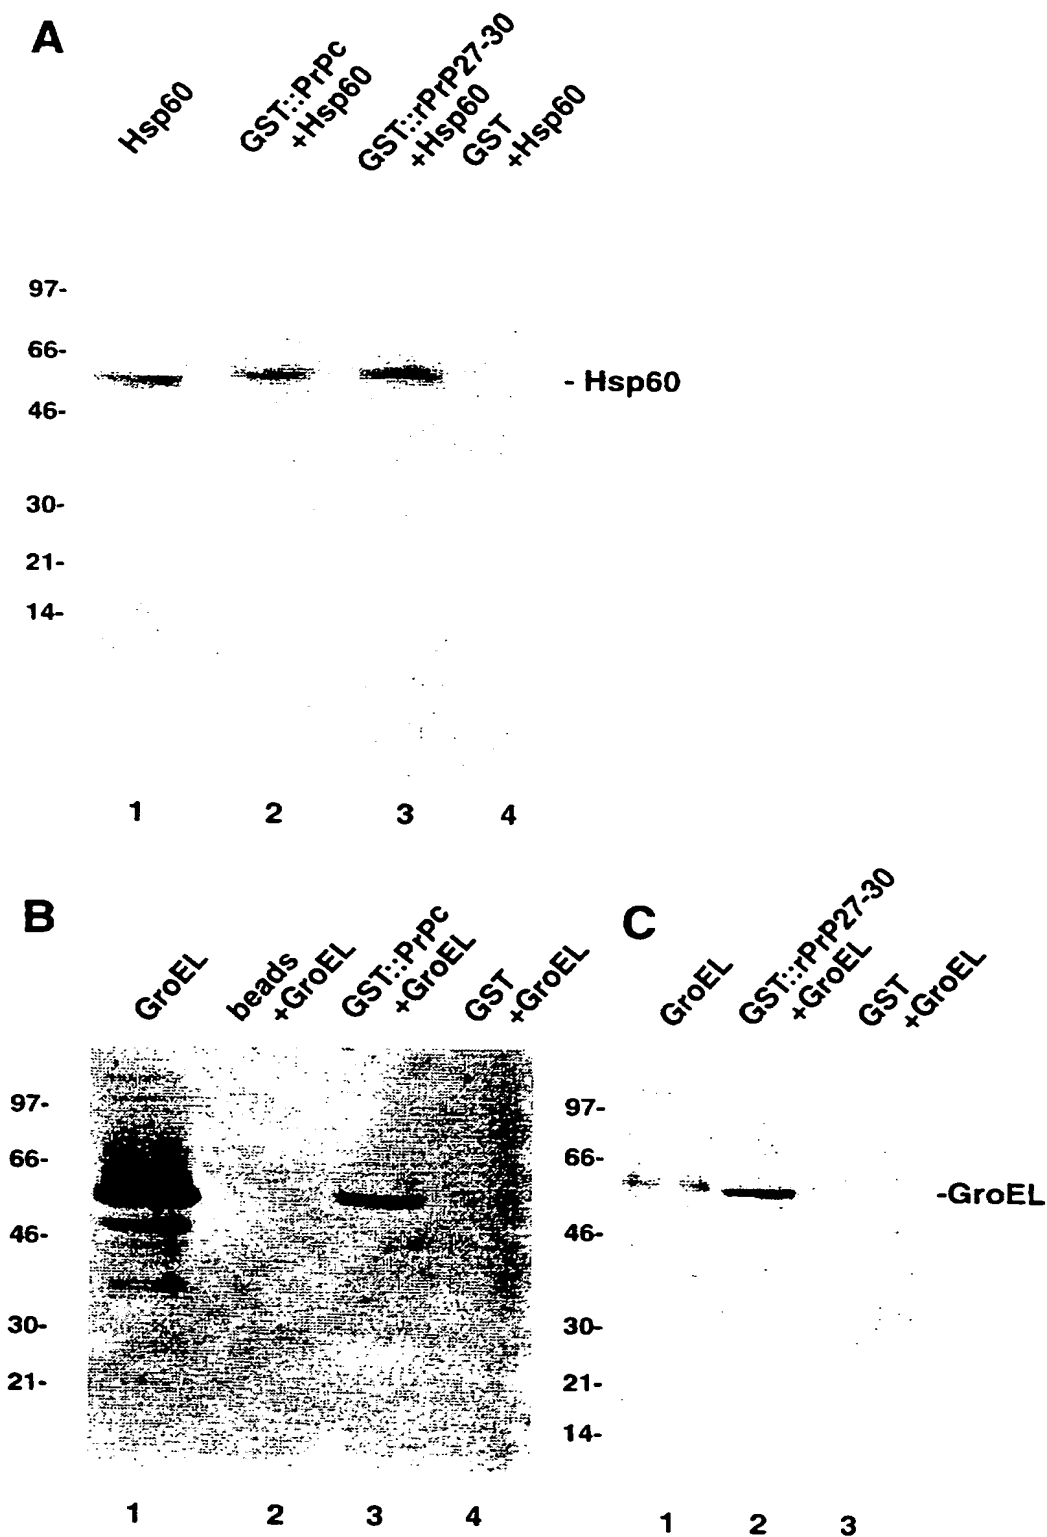 A
Hsp60
GST::PrPc
+Hsp60
GST::rPrP27-30
+Hsp60
GST
+Hsp60
97-
66-
- Hsp60
46-
30-
21-
14-
1 2 3 4
B
GroEL
beads
+GroEL
GST::PrPc
+GroEL
GST
+GroEL
97-
66-
46-
30-
21-
1 2 3 4
C
GroEL
GST::rPrP27-30
+GroEL
GST
+GroEL
97-
66-
-GroEL
46-
30-
21-
14-
1 2 3